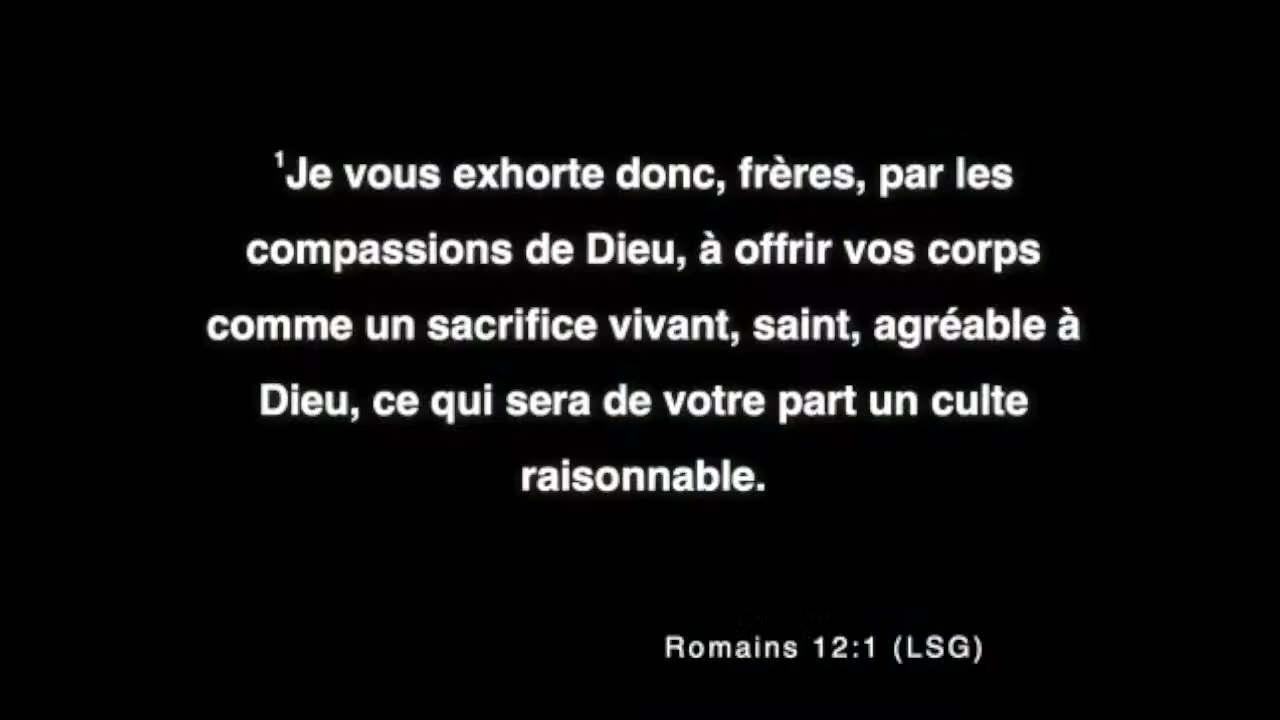 ¹Je vous exhorte donc, frères, par les
compassions de Dieu, à offrir vos corps
comme un sacrifice vivant, saint, agréable à
Dieu, ce qui sera de votre part un culte
raisonnable.
Romains 12:1 (LSG)